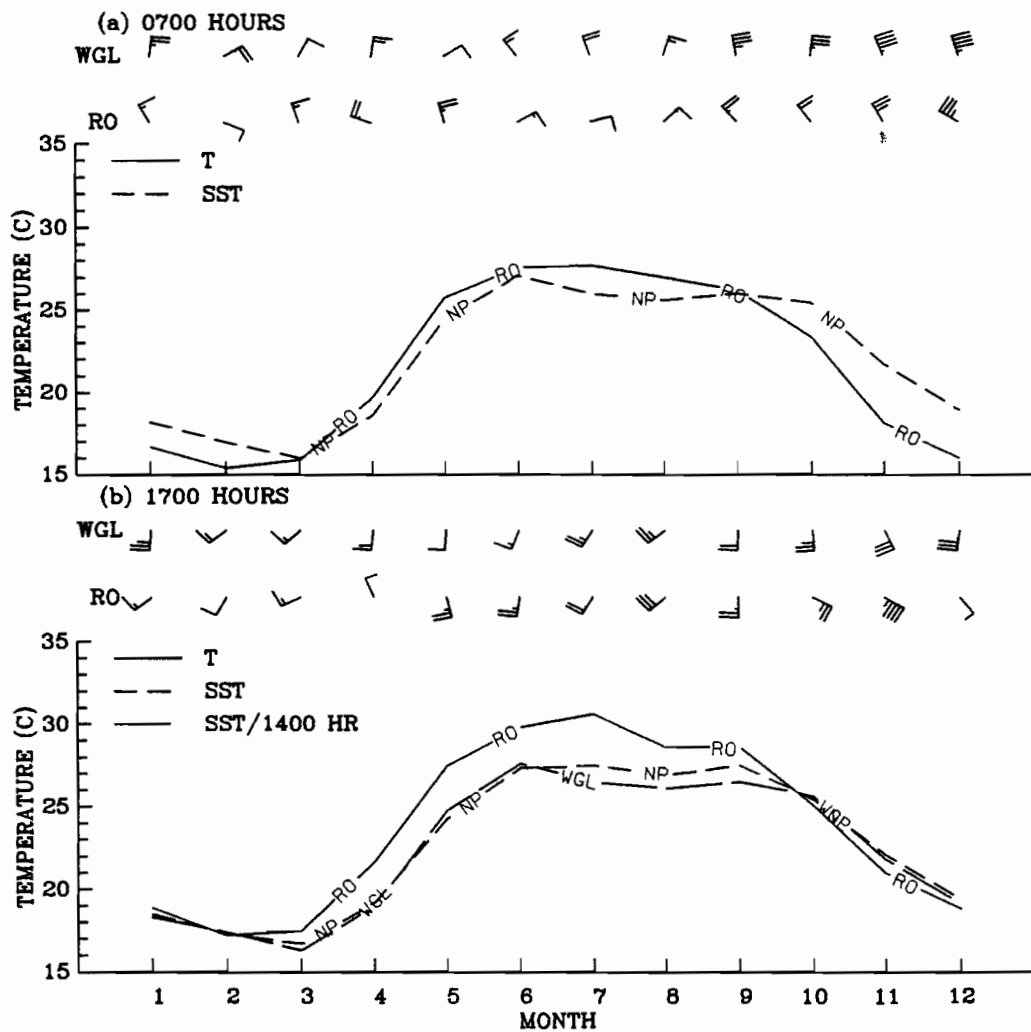 (a) 0700 HOURS
WGL
RO
35
T
SST
30
RO
RO
NP
NP
NP
25
20
RO
NP
RO
15
TEMPERATURE (C)
(b) 1700 HOURS
WGL
RO
35
T
SST
SST/1400 HR
30
RO
RO
NP
WGL
NP
NP
25
20
RO
RO
NP
WGL
15
TEMPERATURE (C)
1 2 3 4 5 6 7 8 9 10 11 12
MONTH